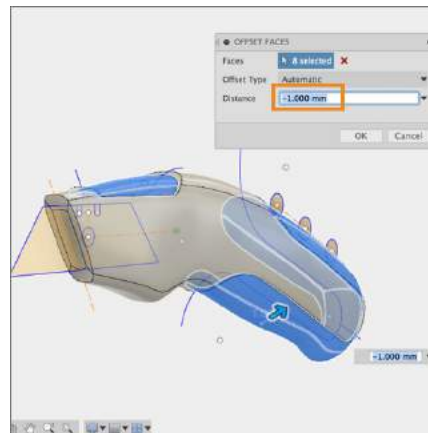 OFFSET FACES
Faces 8 selected
Offset Type Automatic
Distance -1.000 mm
OK Cancel
-1.000 mm